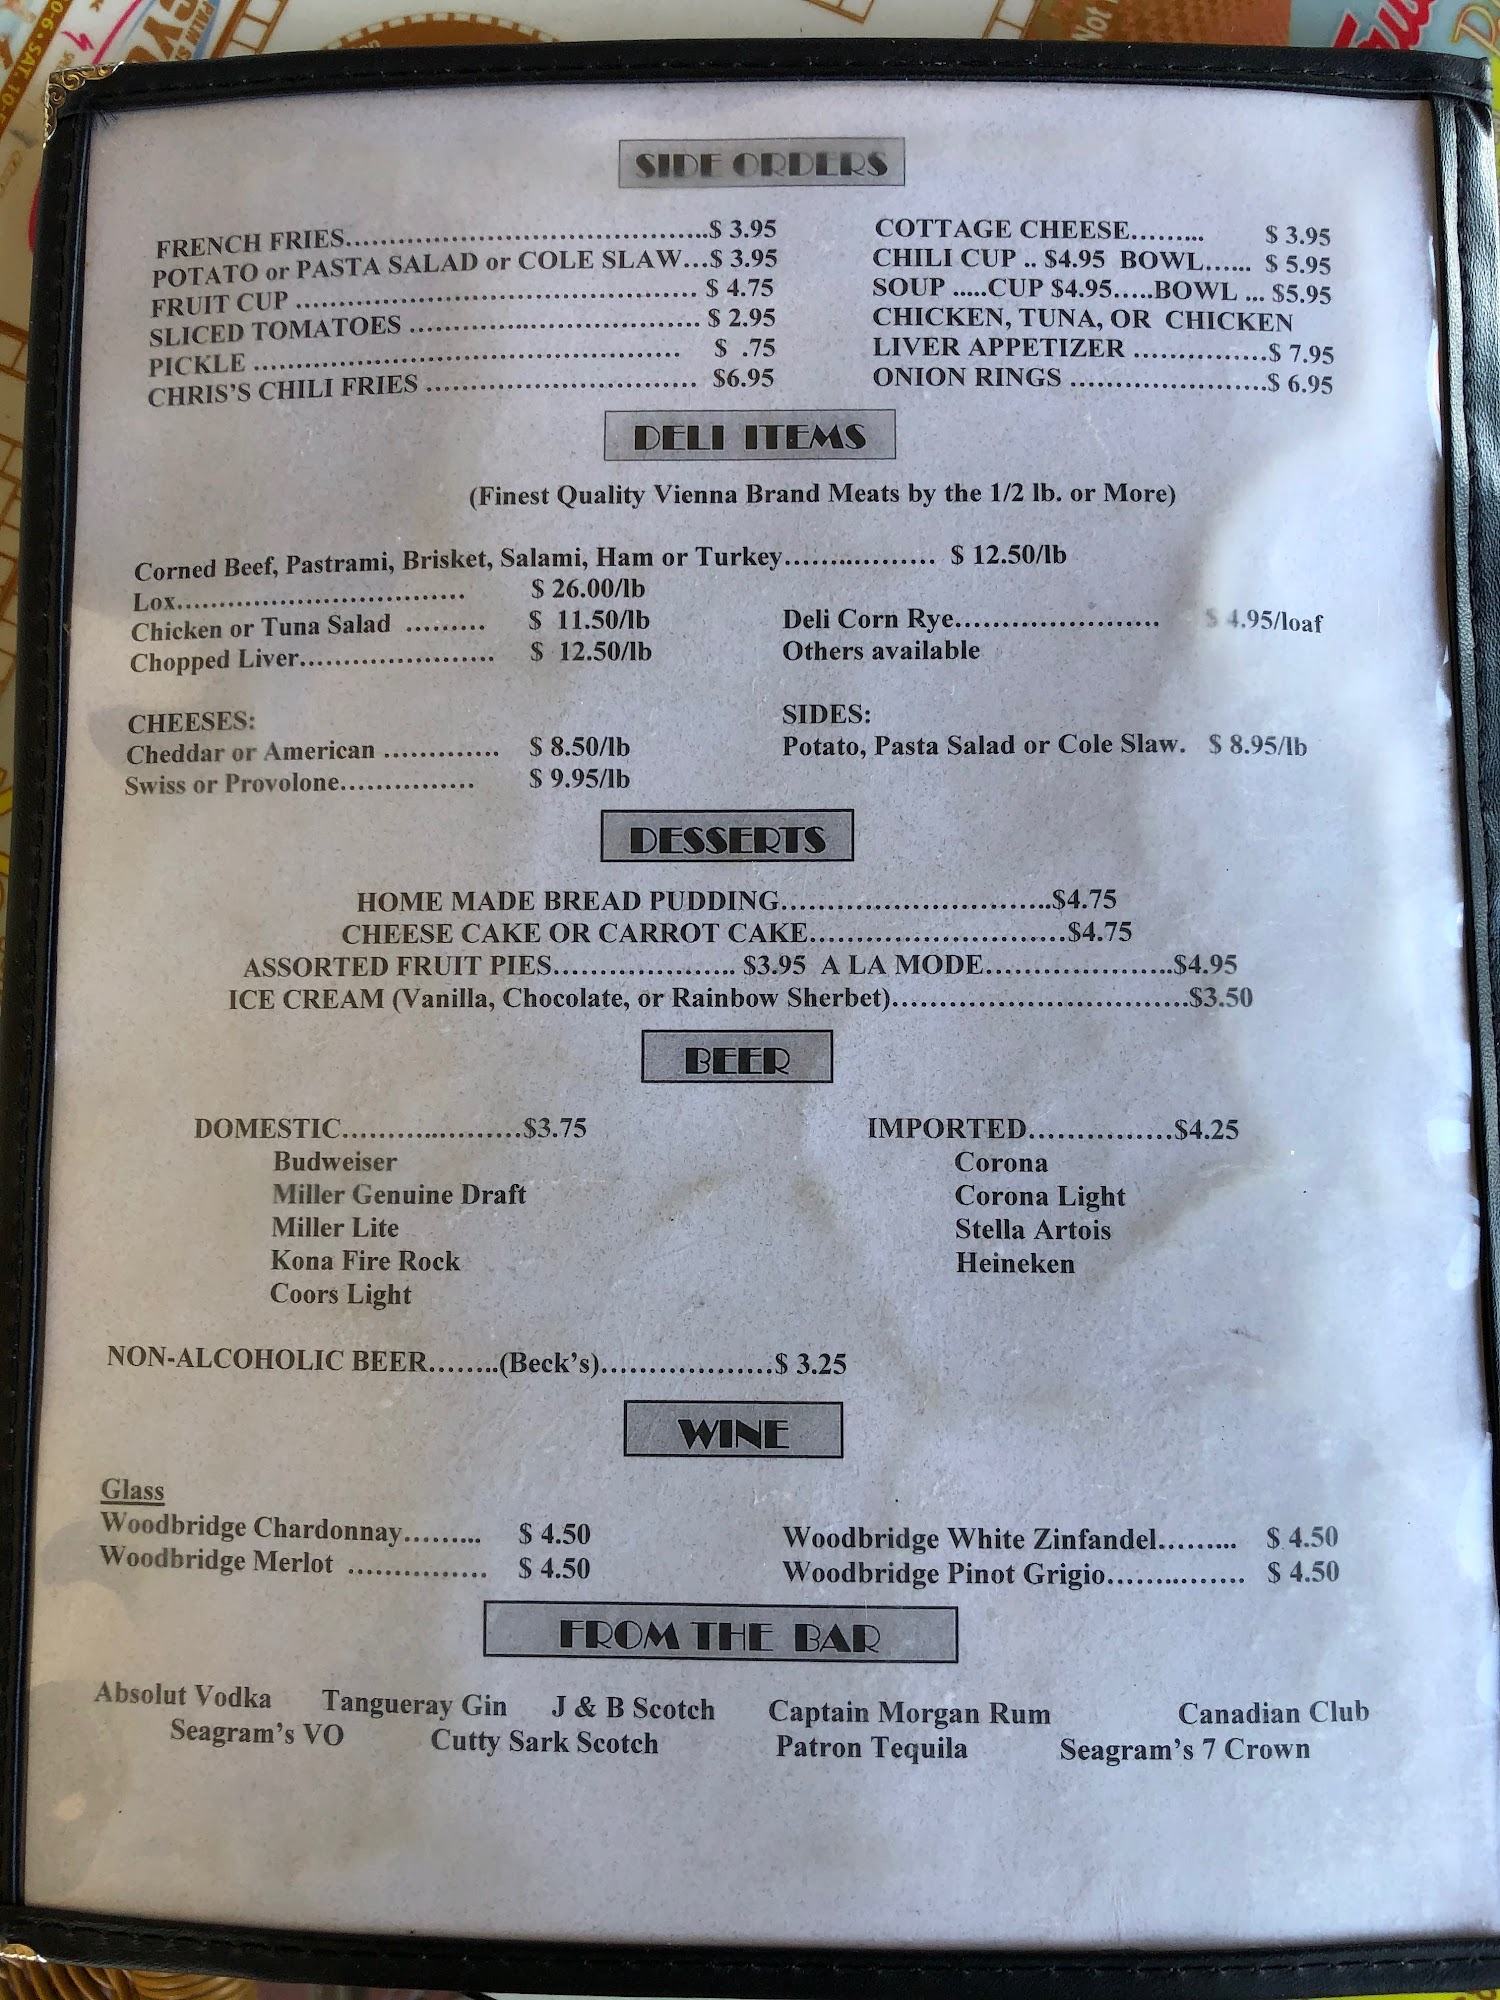 SIDE ORDERS
FRENCH FRIES..........................................$ 3.95
POTATO or PASTA SALAD or COLE SLAW...$ 3.95
FRUIT CUP .............................................. $ 4.75
SLICED TOMATOES .................................. $ 2.95
PICKLE .................................................. $ .75
CHRIS'S CHILI FRIES ................................ $6.95
COTTAGE CHEESE......... $ 3.95
CHILI CUP .. $4.95 BOWL...... $ 5.95
SOUP .....CUP $4.95.....BOWL ... $5.95
CHICKEN, TUNA, OR CHICKEN
LIVER APPETIZER ................$ 7.95
ONION RINGS .......................$ 6.95
DELI ITEMS
(Finest Quality Vienna Brand Meats by the 1/2 lb. or More)
Corned Beef, Pastrami, Brisket, Salami, Ham or Turkey.................. $ 12.50/lb
Lox.................................. $ 26.00/lb
Chicken or Tuna Salad ......... $ 11.50/lb
Chopped Liver....................... $ 12.50/lb
Deli Corn Rye....................... $ 4.95/loaf
Others available
CHEESES:
Cheddar or American ............. $ 8.50/lb
Swiss or Provolone............... $ 9.95/lb
SIDES:
Potato, Pasta Salad or Cole Slaw. $ 8.95/lb
DESSERTS
HOME MADE BREAD PUDDING.............................$4.75
CHEESE CAKE OR CARROT CAKE...........................$4.75
ASSORTED FRUIT PIES.................... $3.95 A LA MODE....................$4.95
ICE CREAM (Vanilla, Chocolate, or Rainbow Sherbet)................................$3.50
BEER
DOMESTIC....................$3.75
Budweiser
Miller Genuine Draft
Miller Lite
Kona Fire Rock
Coors Light
IMPORTED................$4.25
Corona
Corona Light
Stella Artois
Heineken
NON-ALCOHOLIC BEER........(Beck's)...................$ 3.25
WINE
Glass
Woodbridge Chardonnay......... $ 4.50
Woodbridge Merlot ............... $ 4.50
Woodbridge White Zinfandel......... $ 4.50
Woodbridge Pinot Grigio............... $ 4.50
FROM THE BAR
Absolut Vodka Tangueray Gin J & B Scotch Captain Morgan Rum Canadian Club
Seagram's VO Cutty Sark Scotch Patron Tequila Seagram's 7 Crown